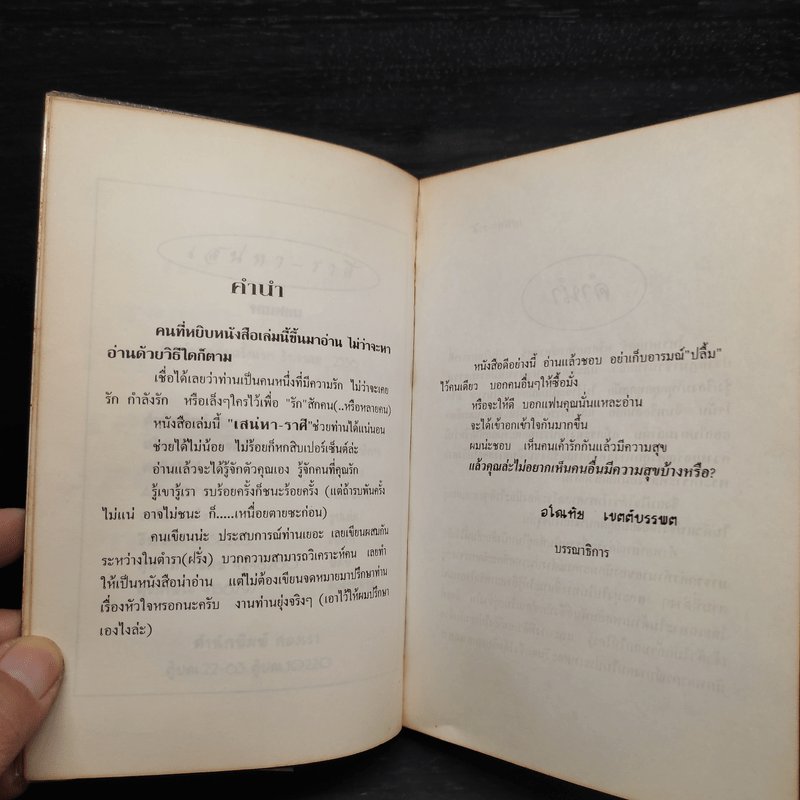 คำนำ
คนที่หยิบหนังสือเล่มนี้ขึ้นมาอ่าน ไม่ว่าจะหา
อ่านด้วยวิธีใดก็ตาม
เชื่อได้เลยว่าท่านเป็นคนหนึ่งที่มีความรัก ไม่ว่าจะเคย
รัก กำลังรัก หรือเล็งๆใครไว้เพื่อ "รัก"สักคน(..หรือหลายคน)
หนังสือเล่มนี้ "เสน่หา-ราศี"ช่วยท่านได้แน่นอน
ช่วยได้ไม่น้อย ไม่ร้อยก็หกสิบเปอร์เซ็นต์ล่ะ
อ่านแล้วจะได้รู้จักตัวคุณเอง รู้จักคนที่คุณรัก
รู้เขารู้เรา รบร้อยครั้งก็ชนะร้อยครั้ง (แต่ถ้ารบพันครั้ง
ไม่แน่ อาจไม่ชนะ ก็.....เหนื่อยตายซะก่อน)
คนเขียนน่ะ ประสบการณ์ท่านเยอะ เลยเขียนผสมกัน
ระหว่างในตำรา(ฝรั่ง) บวกความสามารถวิเคราะห์คน เลยทำ
ให้เป็นหนังสือน่าอ่าน แต่ไม่ต้องเขียนจดหมายมาปรึกษาท่าน
เรื่องหัวใจหรอกนะครับ งานท่านยุ่งจริงๆ (เอาไว้ให้ผมปรึกษา
เองไงล่ะ)
หนังสือดีอย่างนี้ อ่านแล้วชอบ อย่าเก็บอารมณ์"ปลื้ม"
ไว้คนเดียว บอกคนอื่นๆให้ซื้อมั่ง
หรือจะให้ดี บอกแฟนคุณนั่นแหละอ่าน
จะได้เข้าอกเข้าใจกันมากขึ้น
ผมน่ะชอบ เห็นคนเค้ารักกันแล้วมีความสุข
แล้วคุณล่ะไม่อยากเห็นคนอื่นมีความสุขบ้างหรือ?
เขตต์บรรพต
บรรณาธิการ